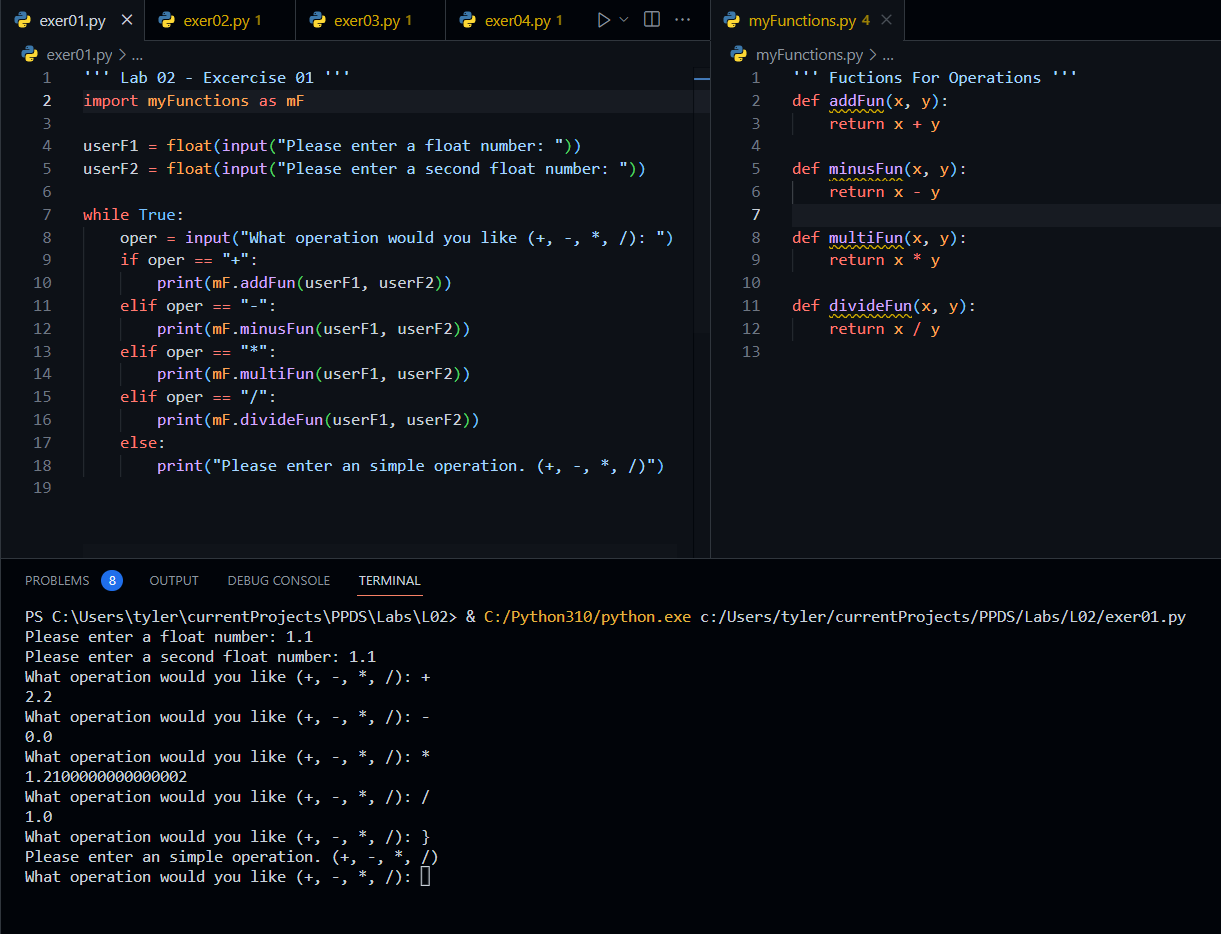 exer01.py exer02.py 1 exer03.py 1 exer04.py 1 ...
exer01.py > ...
1 ''' Lab 02 - Excercise 01 '''
2 import myFunctions as mF
3
4 userF1 = float(input("Please enter a float number: "))
5 userF2 = float(input("Please enter a second float number: "))
6
7 while True:
8     oper = input("What operation would you like (+, -, *, /): ")
9     if oper == "+":
10         print(mF.addFun(userF1, userF2))
11     elif oper == "-":
12         print(mF.minusFun(userF1, userF2))
13     elif oper == "*":
14         print(mF.multiFun(userF1, userF2))
15     elif oper == "/":
16         print(mF.divideFun(userF1, userF2))
17     else:
18         print("Please enter an simple operation. (+, -, *, /)")
19
myFunctions.py 4
myFunctions.py > ...
1 ''' Fuctions For Operations '''
2 def addFun(x, y):
3     return x + y
4
5 def minusFun(x, y):
6     return x - y
7
8 def multiFun(x, y):
9     return x * y
10
11 def divideFun(x, y):
12     return x / y
13
PROBLEMS 8 OUTPUT DEBUG CONSOLE TERMINAL
PS C:\Users\tyler\currentProjects\PPDS\Labs\L02> & C:/Python310/python.exe c:/Users/tyler/currentProjects/PPDS/Labs/L02/exer01.py
Please enter a float number: 1.1
Please enter a second float number: 1.1
What operation would you like (+, -, *, /): +
2.2
What operation would you like (+, -, *, /): -
0.0
What operation would you like (+, -, *, /): *
1.2100000000000002
What operation would you like (+, -, *, /): /
1.0
What operation would you like (+, -, *, /): }
Please enter an simple operation. (+, -, *, /)
What operation would you like (+, -, *, /):